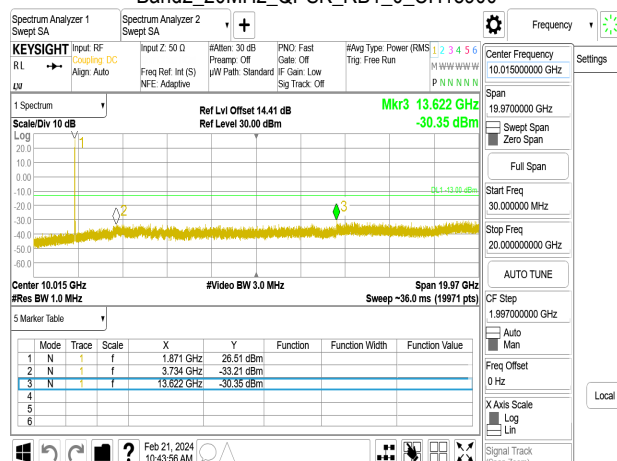 Spectrum Analyzer 1
Swept SA
Spectrum Analyzer 2
Swept SA
Frequency
KEYSIGHT
RL
Input: RF
Coupling: DC
Align: Auto
Input Z: 50 Ω
Freq Ref: Int (S)
NFE: Adaptive
#Atten: 30 dB
Preamp: Off
µW Path: Standard
PNO: Fast
Gate: Off
IF Gain: Low
Sig Track: Off
#Avg Type: Power (RMS
Trig: Free Run
1 2 3 4 5 6
M W W W W W
P N N N N N
1 Spectrum
Scale/Div 10 dB
Ref Lvl Offset 14.41 dB
Ref Level 30.00 dBm
Mkr3 13.622 GHz
-30.35 dBm
Log
20.0
10.0
0.00
-10.0
-20.0
-30.0
-40.0
-50.0
-60.0
1
2
3
DL1 -13.00 dBm
Center 10.015 GHz
#Res BW 1.0 MHz
#Video BW 3.0 MHz
Span 19.97 GHz
Sweep ~36.0 ms (19971 pts)
5 Marker Table
Mode Trace Scale X Y Function Function Width Function Value
1 N 1 f 1.871 GHz 26.51 dBm
2 N 1 f 3.734 GHz -33.21 dBm
3 N 1 f 13.622 GHz -30.35 dBm
4
5
6
Feb 21, 2024
10:43:56 AM
Center Frequency
10.015000000 GHz
Span
19.9700000 GHz
Swept Span
Zero Span
Full Span
Start Freq
30.000000 MHz
Stop Freq
20.000000000 GHz
AUTO TUNE
CF Step
1.997000000 GHz
Auto
Man
Freq Offset
0 Hz
X Axis Scale
Log
Lin
Signal Track
Settings
Local